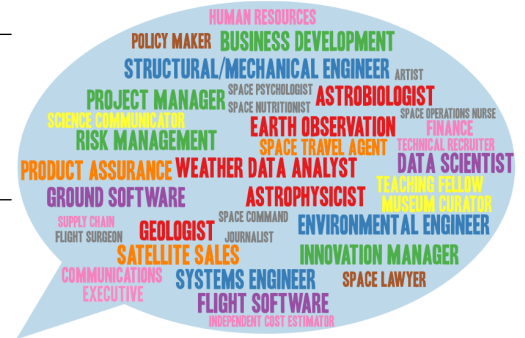 HUMAN RESOURCES
POLICY MAKER BUSINESS DEVELOPMENT
STRUCTURAL/MECHANICAL ENGINEER ARTIST
PROJECT MANAGER SPACE PSYCHOLOGIST ASTROBIOLOGIST
SPACE NUTRITIONIST
SCIENCE COMMUNICATOR EARTH OBSERVATION SPACE OPERATIONS NURSE
FINANCE
RISK MANAGEMENT SPACE TRAVEL AGENT TECHNICAL RECRUITER
PRODUCT ASSURANCE WEATHER DATA ANALYST DATA SCIENTIST
TEACHING FELLOW
GROUND SOFTWARE ASTROPHYSICIST MUSEUM CURATOR
SUPPLY CHAIN GEOLOGIST SPACE COMMAND ENVIRONMENTAL ENGINEER
FLIGHT SURGEON JOURNALIST
SATELLITE SALES INNOVATION MANAGER
COMMUNICATIONS SYSTEMS ENGINEER SPACE LAWYER
EXECUTIVE
FLIGHT SOFTWARE
INDEPENDENT COST ESTIMATOR